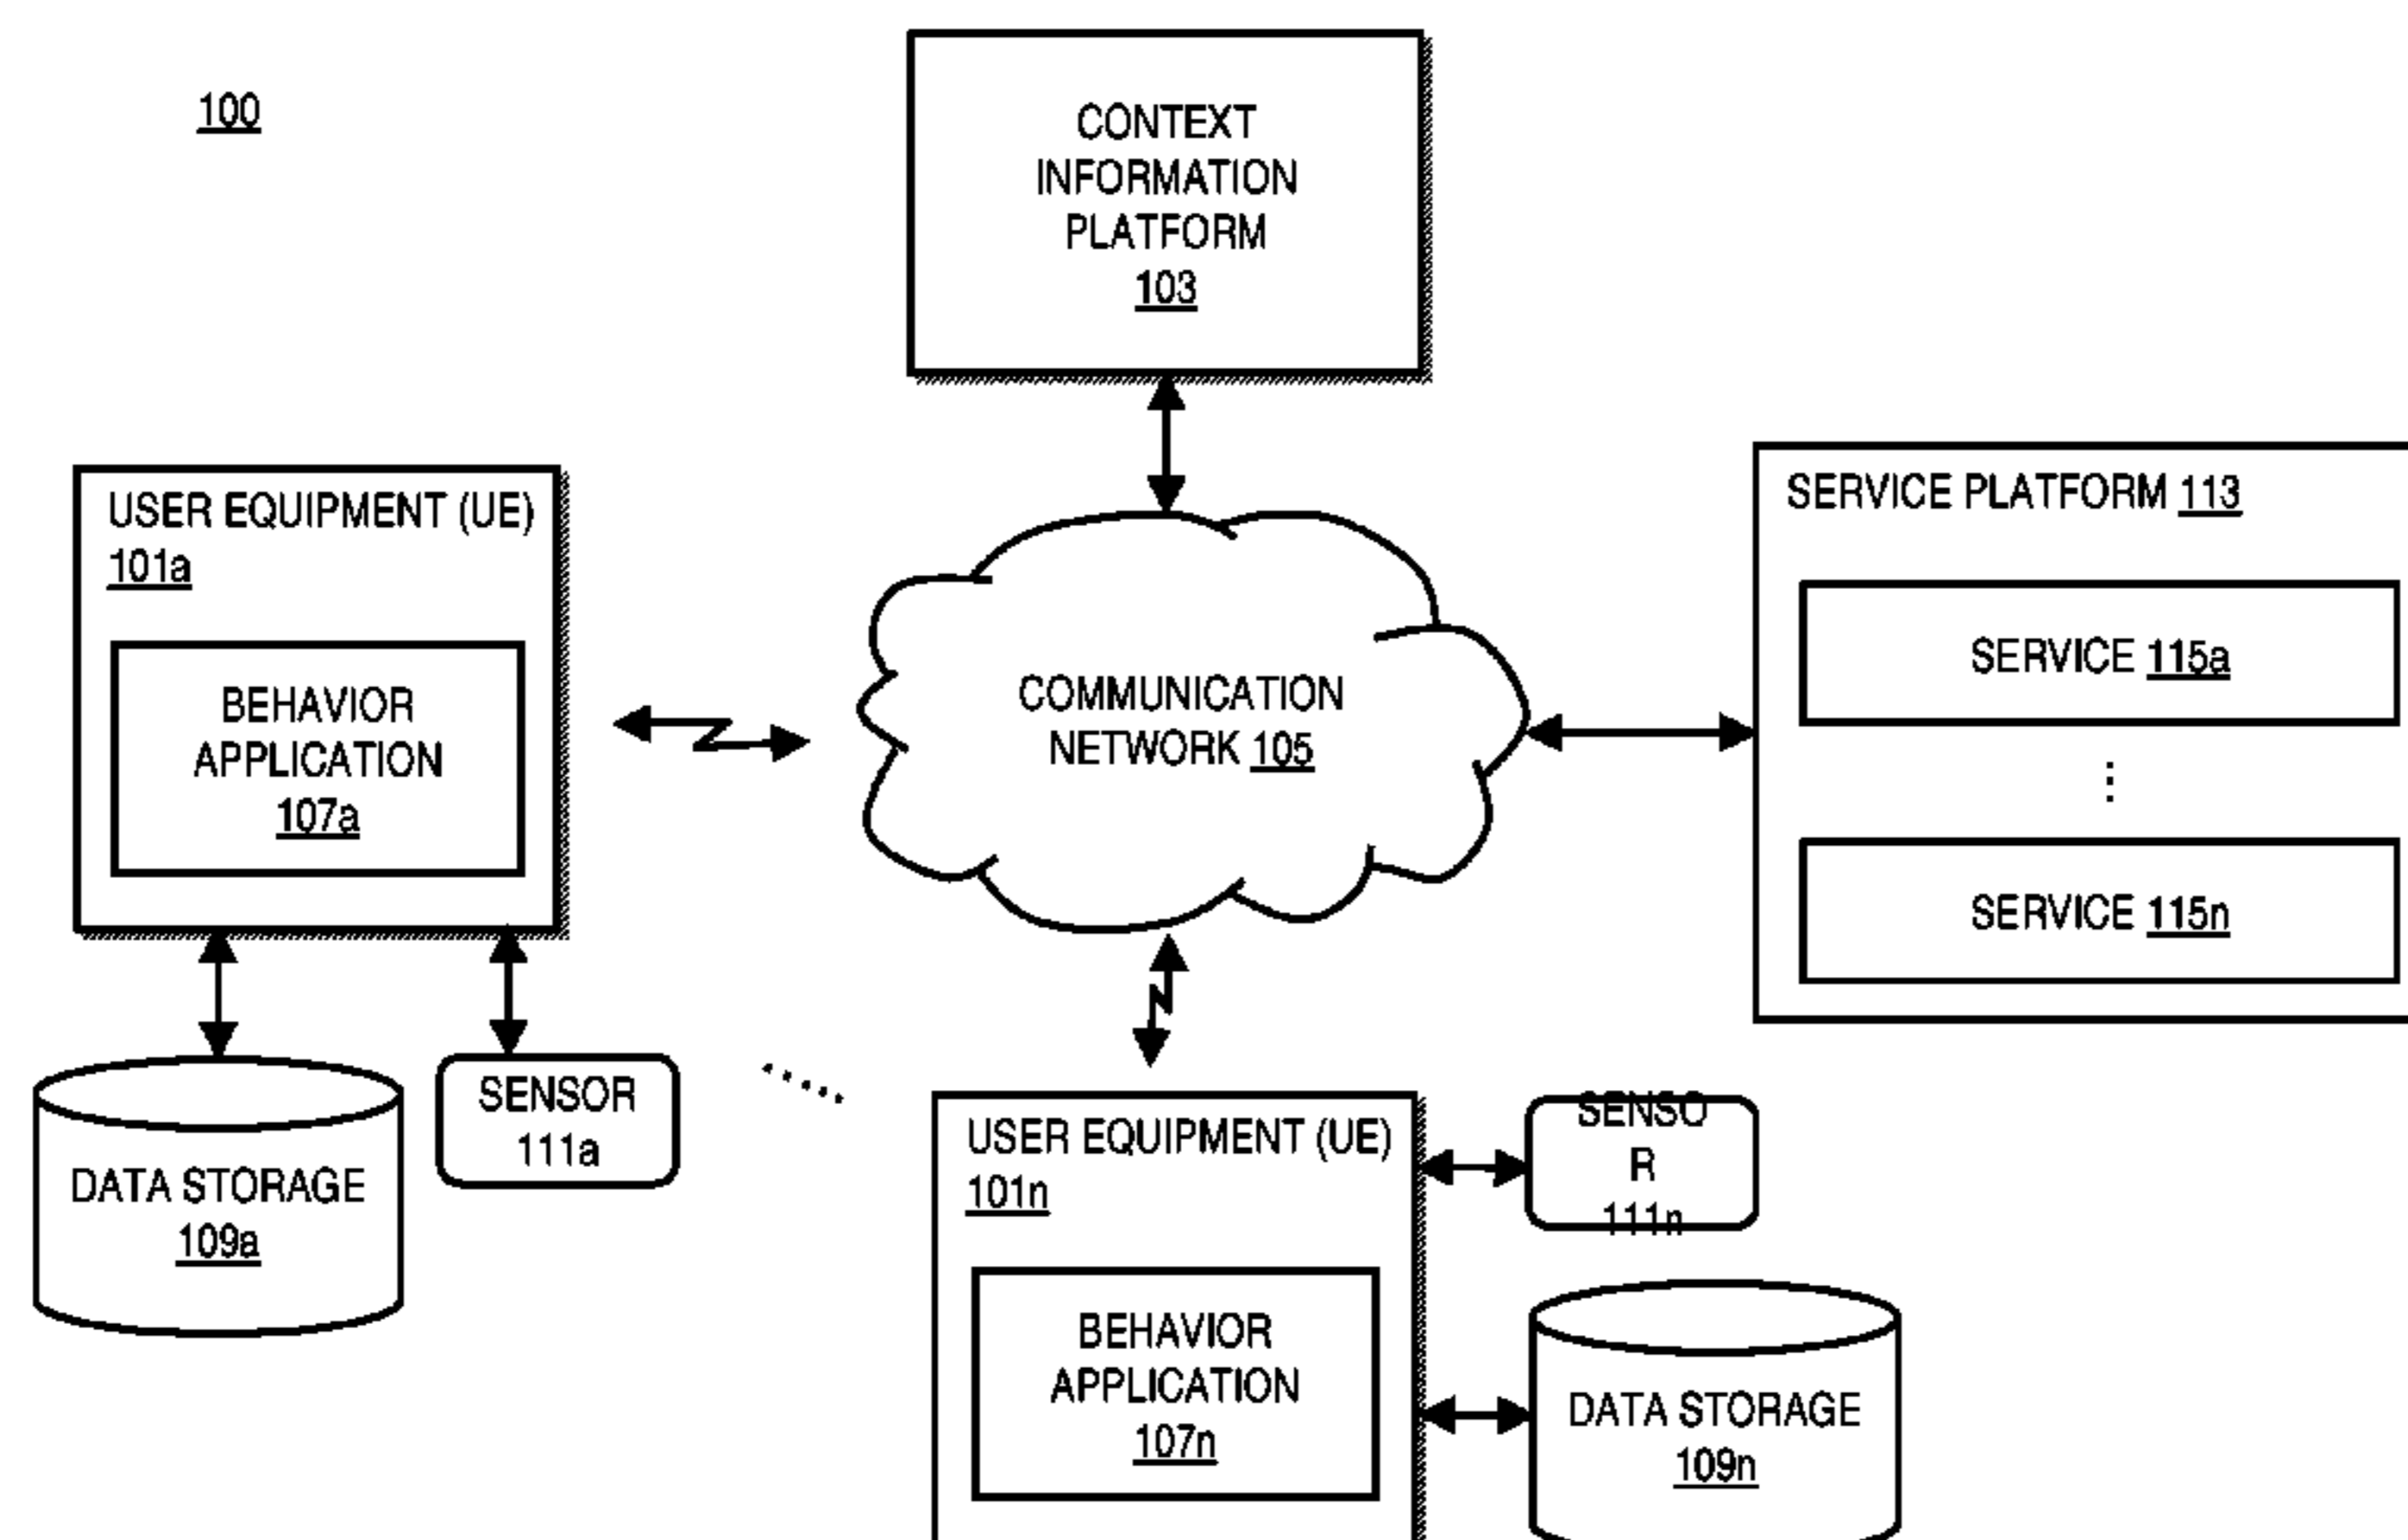 100
CONTEXT
INFORMATION
PLATFORM
103
USER EQUIPMENT (UE)
101a
BEHAVIOR
APPLICATION
107a
COMMUNICATION
NETWORK 105
SERVICE PLATFORM 113
SERVICE 115a
⋮
SERVICE 115n
DATA STORAGE
109a
SENSOR
111a
.....
USER EQUIPMENT (UE)
101n
BEHAVIOR
APPLICATION
107n
SENSO
R
111n
DATA STORAGE
109n